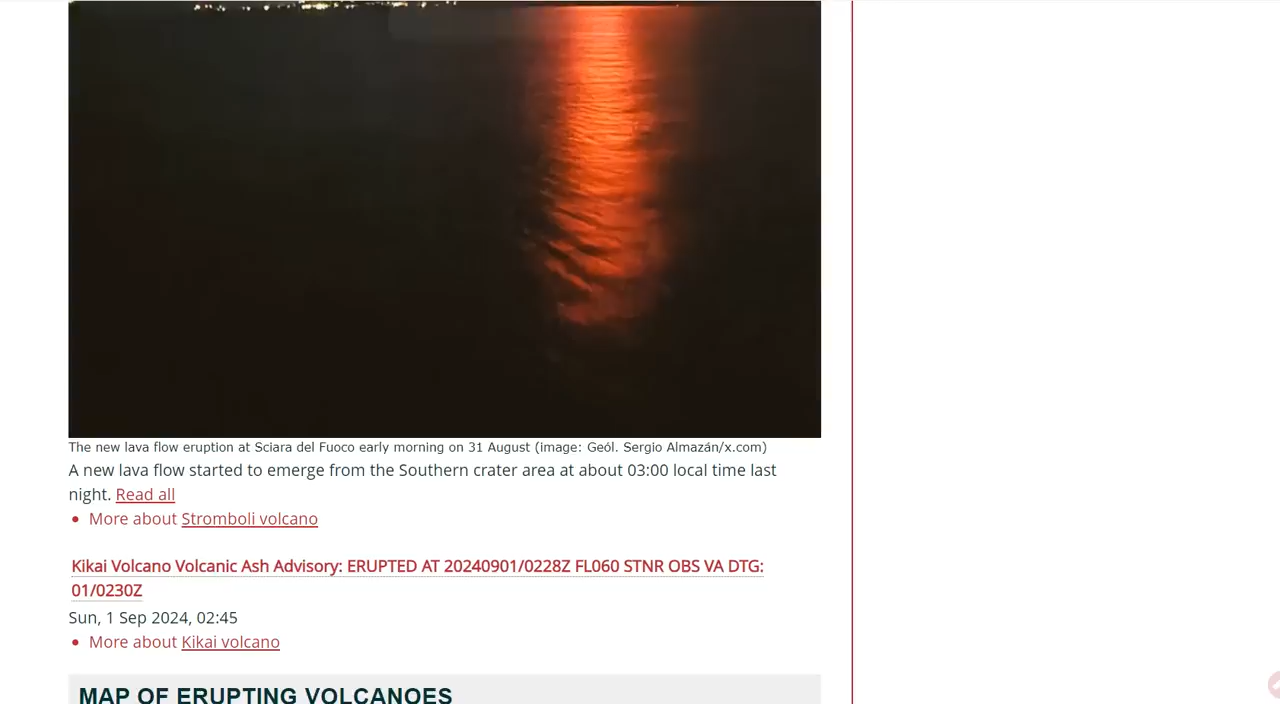 The new lava flow eruption at Sciara del Fuoco early morning on 31 August (image: Geól. Sergio Almazán/x.com)
A new lava flow started to emerge from the Southern crater area at about 03:00 local time last
night. Read all
More about Stromboli volcano
Kikai Volcano Volcanic Ash Advisory: ERUPTED AT 20240901/0228Z FL060 STNR OBS VA DTG:
01/0230Z
Sun, 1 Sep 2024, 02:45
More about Kikai volcano
MAP OF ERUPTING VOLCANOES